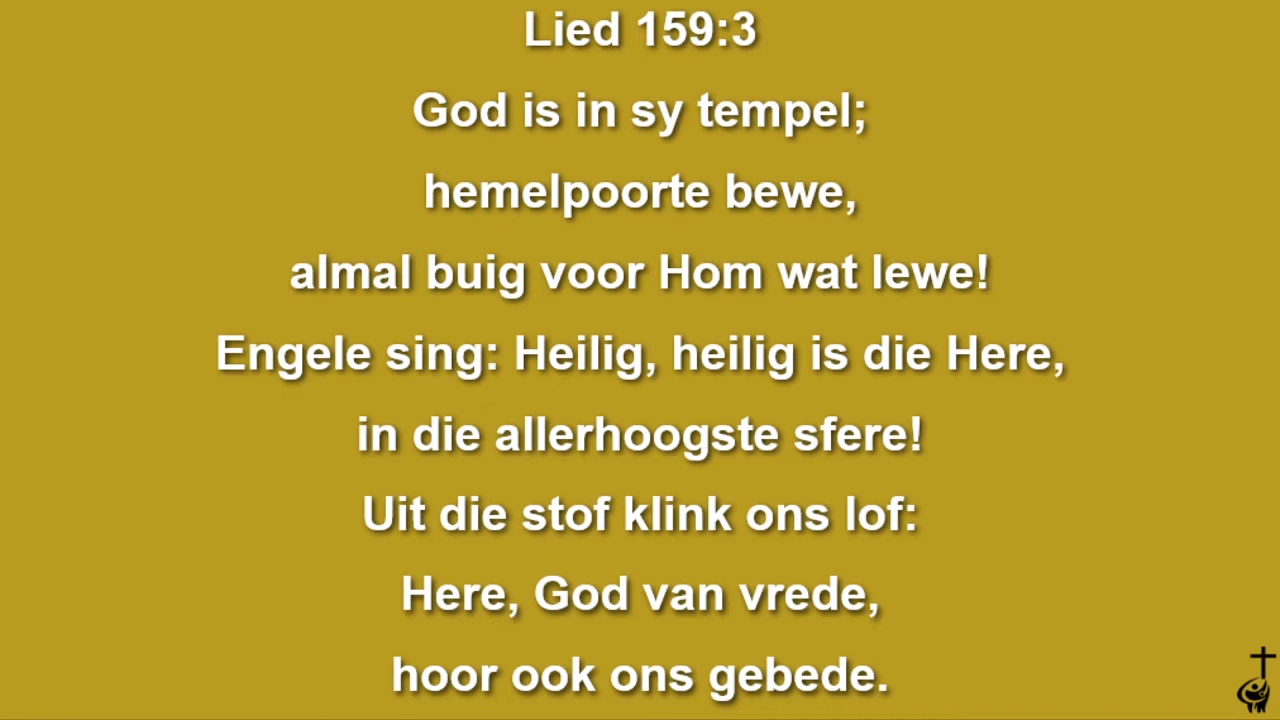 Lied 159:3
God is in sy tempel;
hemelpoorte bewe,
almal buig voor Hom wat lewe!
Engele sing: Heilig, heilig is die Here,
in die allerhoogste sfere!
Uit die stof klink ons lof:
Here, God van vrede,
hoor ook ons gebede.